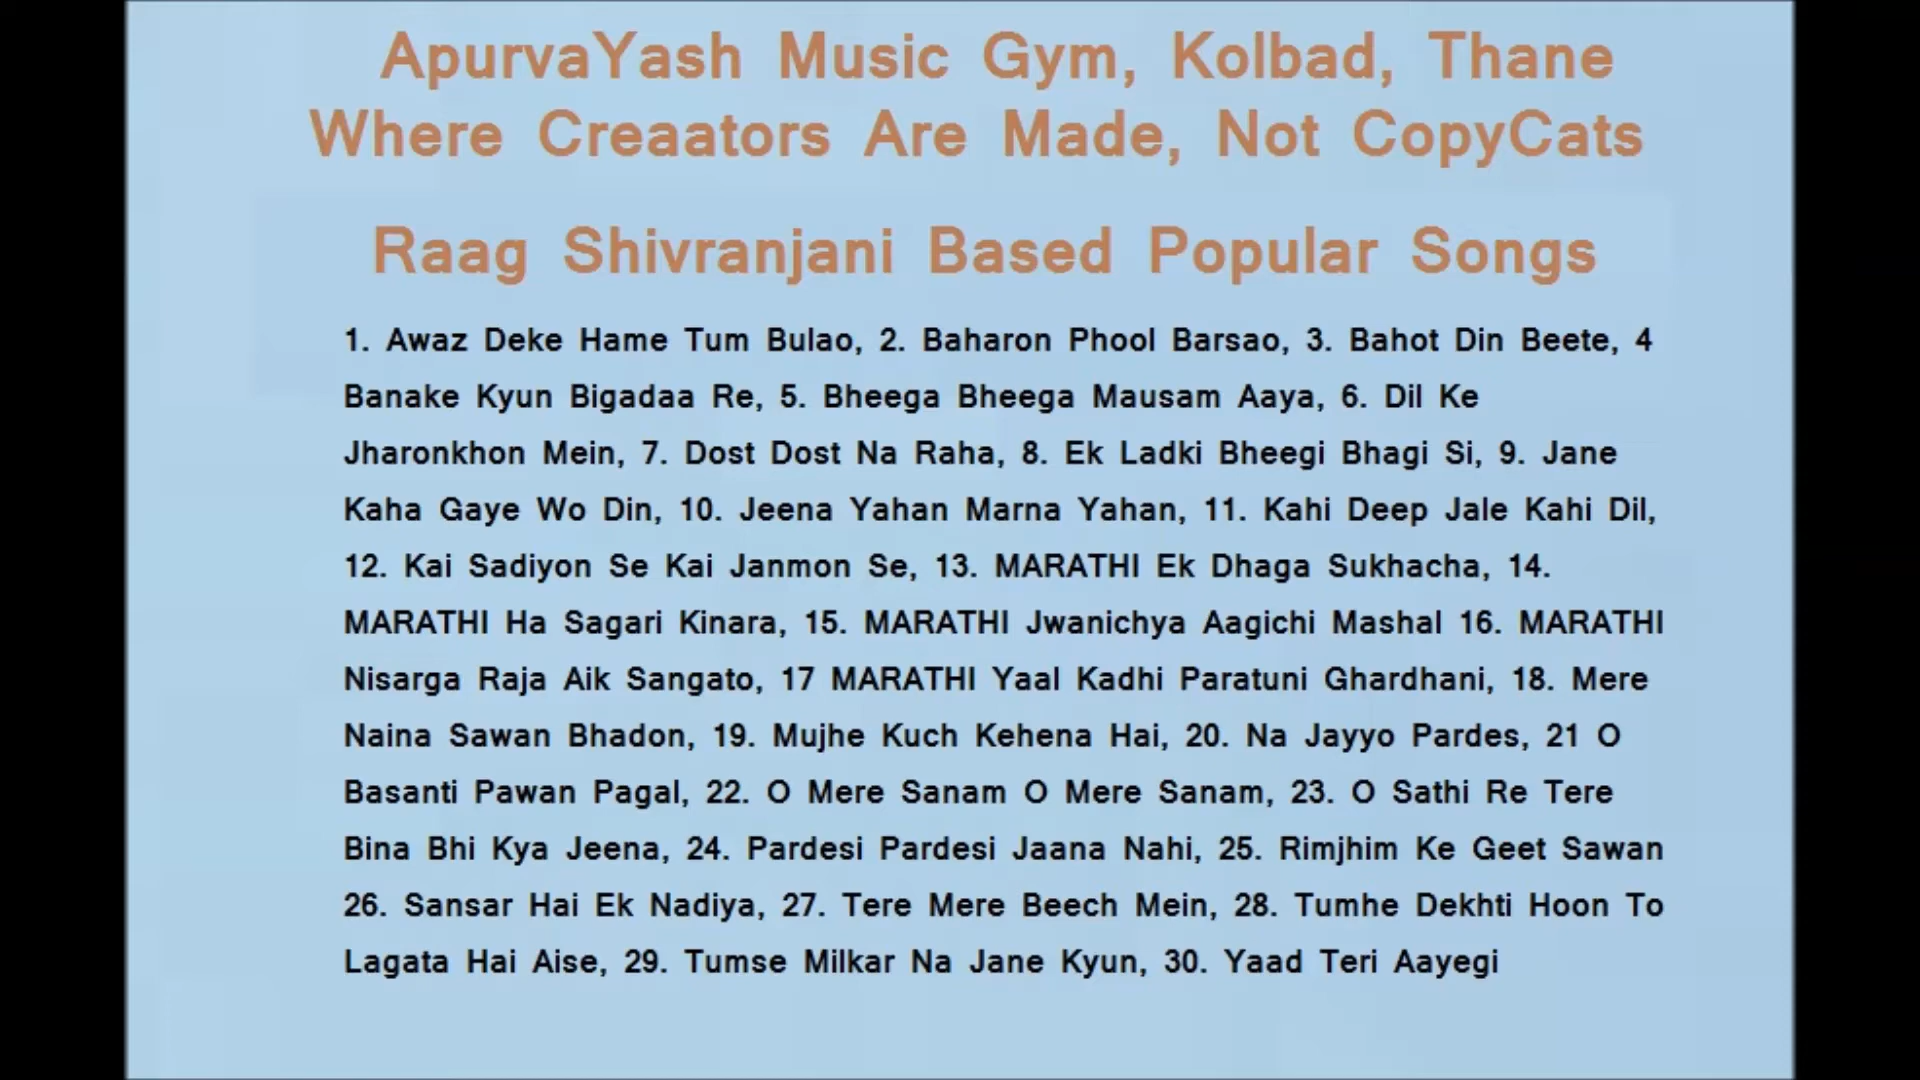 ApurvaYash Music Gym, Kolbad, Thane
Where Creaators Are Made, Not CopyCats
Raag Shivranjani Based Popular Songs
1. Awaz Deke Hame Tum Bulao, 2. Baharon Phool Barsao, 3. Bahot Din Beete, 4
Banake Kyun Bigadaa Re, 5. Bheega Bheega Mausam Aaya, 6. Dil Ke
Jharonkhon Mein, 7. Dost Dost Na Raha, 8. Ek Ladki Bheegi Bhagi Si, 9. Jane
Kaha Gaye Wo Din, 10. Jeena Yahan Marna Yahan, 11. Kahi Deep Jale Kahi Dil,
12. Kai Sadiyon Se Kai Janmon Se, 13. MARATHI Ek Dhaga Sukhacha, 14.
MARATHI Ha Sagari Kinara, 15. MARATHI Jwanichya Aagichi Mashal 16. MARATHI
Nisarga Raja Aik Sangato, 17 MARATHI Yaal Kadhi Paratuni Ghardhani, 18. Mere
Naina Sawan Bhadon, 19. Mujhe Kuch Kehena Hai, 20. Na Jayyo Pardes, 21 O
Basanti Pawan Pagal, 22. O Mere Sanam O Mere Sanam, 23. O Sathi Re Tere
Bina Bhi Kya Jeena, 24. Pardesi Pardesi Jaana Nahi, 25. Rimjhim Ke Geet Sawan
26. Sansar Hai Ek Nadiya, 27. Tere Mere Beech Mein, 28. Tumhe Dekhti Hoon To
Lagata Hai Aise, 29. Tumse Milkar Na Jane Kyun, 30. Yaad Teri Aayegi